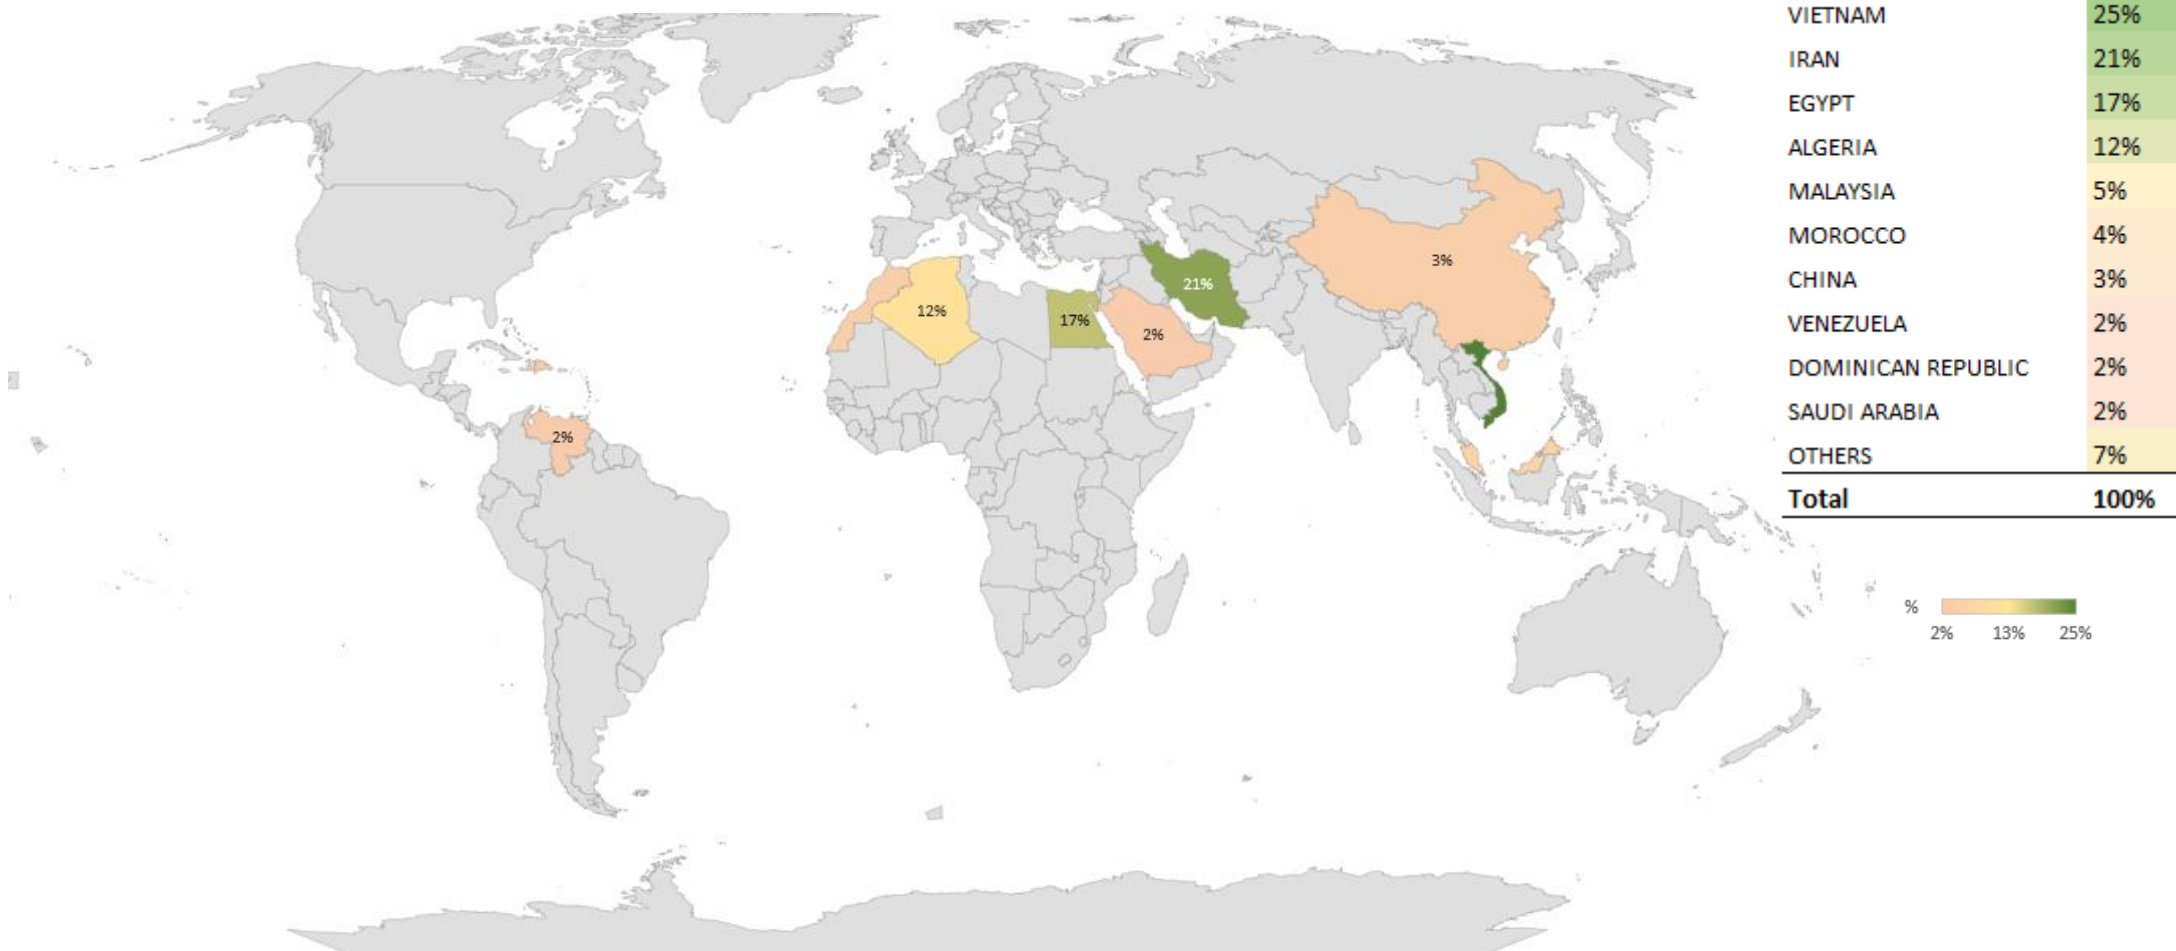 VIETNAM 25%
IRAN 21%
EGYPT 17%
ALGERIA 12%
MALAYSIA 5%
MOROCCO 4%
CHINA 3%
VENEZUELA 2%
DOMINICAN REPUBLIC 2%
SAUDI ARABIA 2%
OTHERS 7%
Total 100%
3%
21%
12%
17%
2%
2%
%
2% 13% 25%